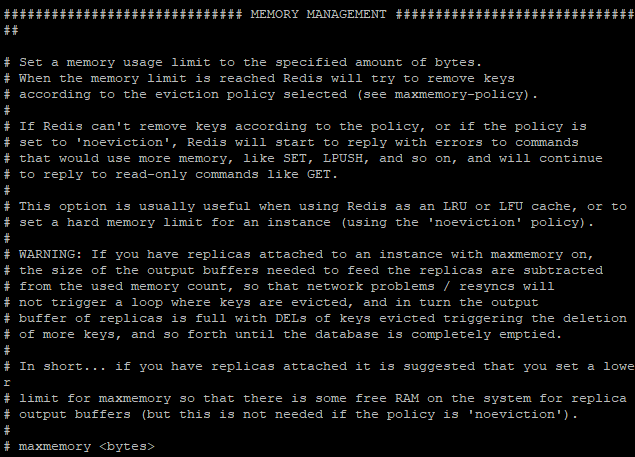 ############################## MEMORY MANAGEMENT ##############################
##
# Set a memory usage limit to the specified amount of bytes.
# When the memory limit is reached Redis will try to remove keys
# according to the eviction policy selected (see maxmemory-policy).
#
# If Redis can't remove keys according to the policy, or if the policy is
# set to 'noeviction', Redis will start to reply with errors to commands
# that would use more memory, like SET, LPUSH, and so on, and will continue
# to reply to read-only commands like GET.
#
# This option is usually useful when using Redis as an LRU or LFU cache, or to
# set a hard memory limit for an instance (using the 'noeviction' policy).
#
# WARNING: If you have replicas attached to an instance with maxmemory on,
# the size of the output buffers needed to feed the replicas are subtracted
# from the used memory count, so that network problems / resyncs will
# not trigger a loop where keys are evicted, and in turn the output
# buffer of replicas is full with DELs of keys evicted triggering the deletion
# of more keys, and so forth until the database is completely emptied.
#
# In short... if you have replicas attached it is suggested that you set a lowe
r
# limit for maxmemory so that there is some free RAM on the system for replica
# output buffers (but this is not needed if the policy is 'noeviction').
#
# maxmemory <bytes>